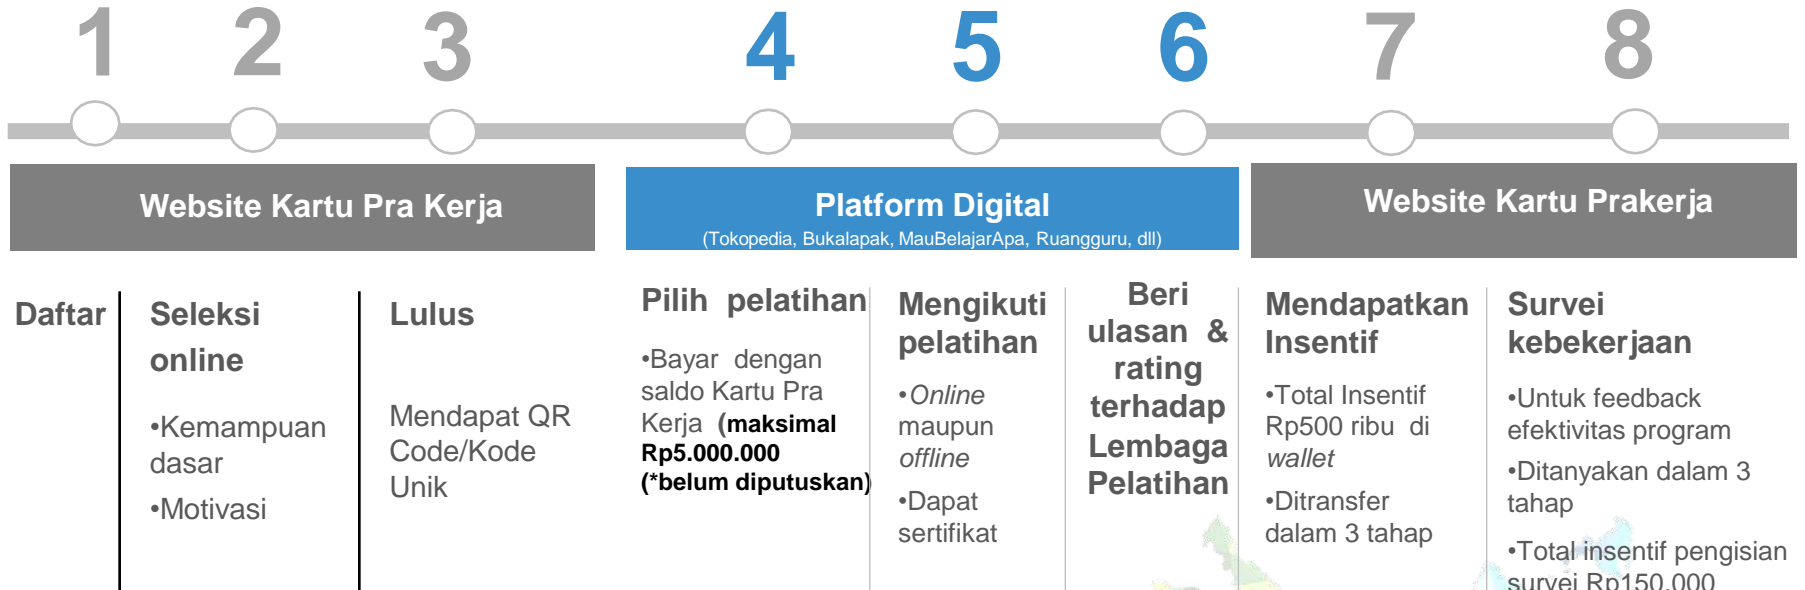 1 2 3 4 5 6 7 8
Website Kartu Pra Kerja
Platform Digital
(Tokopedia, Bukalapak, MauBelajarApa, Ruangguru, dll)
Website Kartu Prakerja
Daftar
Seleksi
online
•Kemampuan
dasar
•Motivasi
Lulus
Mendapat QR
Code/Kode
Unik
Pilih pelatihan
•Bayar dengan
saldo Kartu Pra
Kerja (maksimal
Rp5.000.000
(*belum diputuskan)
Mengikuti
pelatihan
•Online
maupun
offline
•Dapat
sertifikat
Beri
ulasan &
rating
terhadap
Lembaga
Pelatihan
Mendapatkan
Insentif
•Total Insentif
Rp500 ribu di
wallet
•Ditransfer
dalam 3 tahap
Survei
kebekerjaan
•Untuk feedback
efektivitas program
•Ditanyakan dalam 3
tahap
•Total insentif pengisian
survei Rp150.000